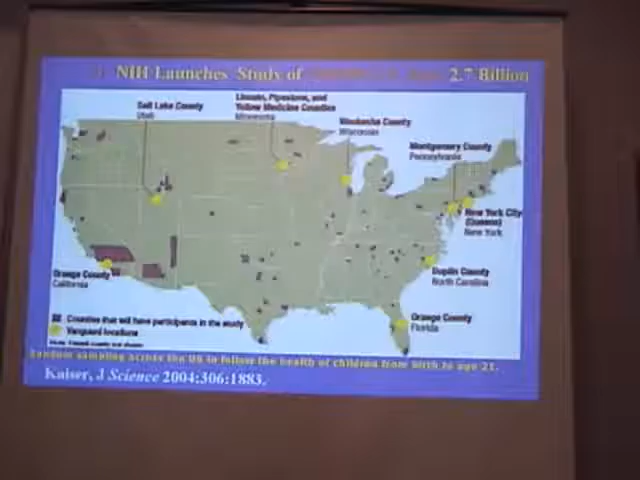 NIH Launches Study of 2.7 Billion
Salt Lake County
Utah
Lincoln, Pipestone, and
Yellow Medicine Counties
Minnesota
Waukesha County
Wisconsin
Montgomery County
Pennsylvania
New York City
(Queens)
New York
Orange County
California
Duplin County
North Carolina
Orange County
Florida
Counties that will have participants in the study
Vanguard locations
random sampling across the US to follow the health of children from birth to age 21.
Kaiser, J Science 2004:306:1883.